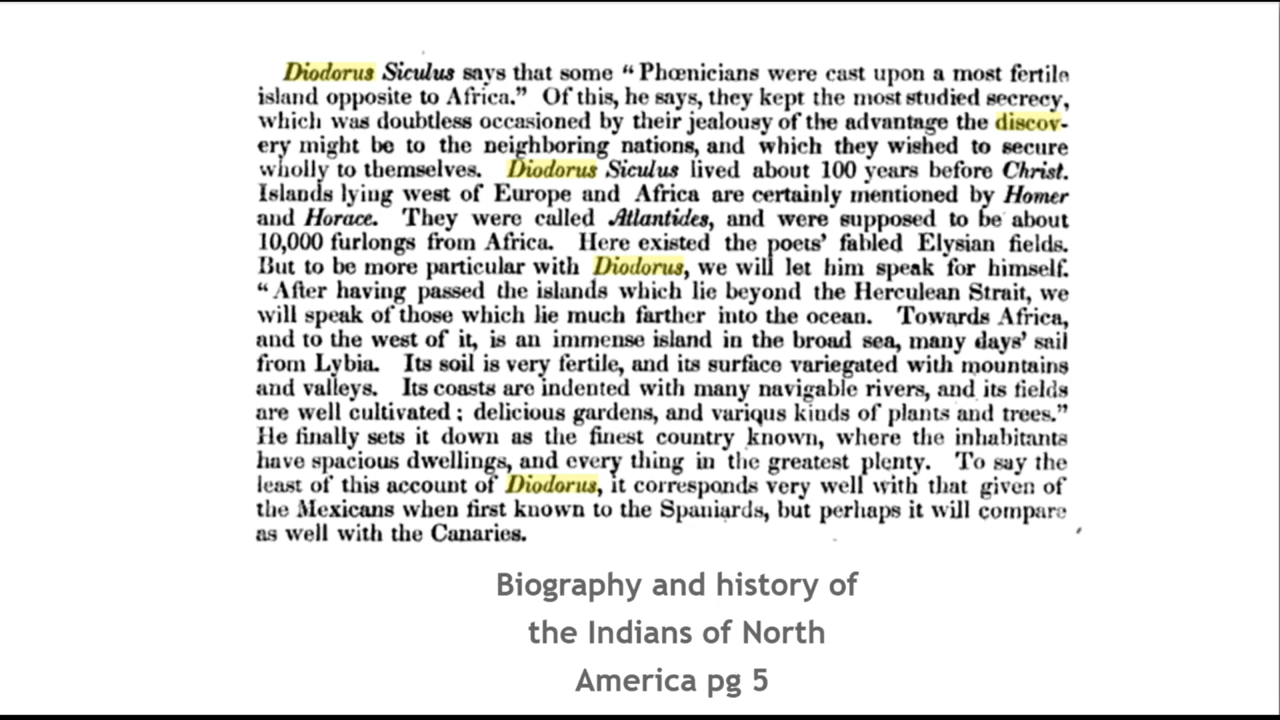 Diodorus Siculus says that some “ Phœnicians were cast upon a most fertile
island opposite to Africa.” Of this, he says, they kept the most studied secrecy,
which was doubtless occasioned by their jealousy of the advantage the discov-
ery might be to the neighboring nations, and which they wished to secure
wholly to themselves. Diodorus Siculus lived about 100 years before Christ.
Islands lying west of Europe and Africa are certainly mentioned by Homer
and Horace. They were called Atlantides, and were supposed to be about
10,000 furlongs from Africa. Here existed the poets’ fabled Elysian fields.
But to be more particular with Diodorus, we will let him speak for himself.
“ After having passed the islands which lie beyond the Herculean Strait, we
will speak of those which lie much farther into the ocean. Towards Africa,
and to the west of it, is an immense island in the broad sea, many days’ sail
from Lybia. Its soil is very fertile, and its surface variegated with mountains
and valleys. Its coasts are indented with many navigable rivers, and its fields
are well cultivated ; delicious gardens, and various kinds of plants and trees.”
He finally sets it down as the finest country known, where the inhabitants
have spacious dwellings, and every thing in the greatest plenty. To say the
least of this account of Diodorus, it corresponds very well with that given of
the Mexicans when first known to the Spaniards, but perhaps it will compare
as well with the Canaries.
Biography and history of
the Indians of North
America pg 5